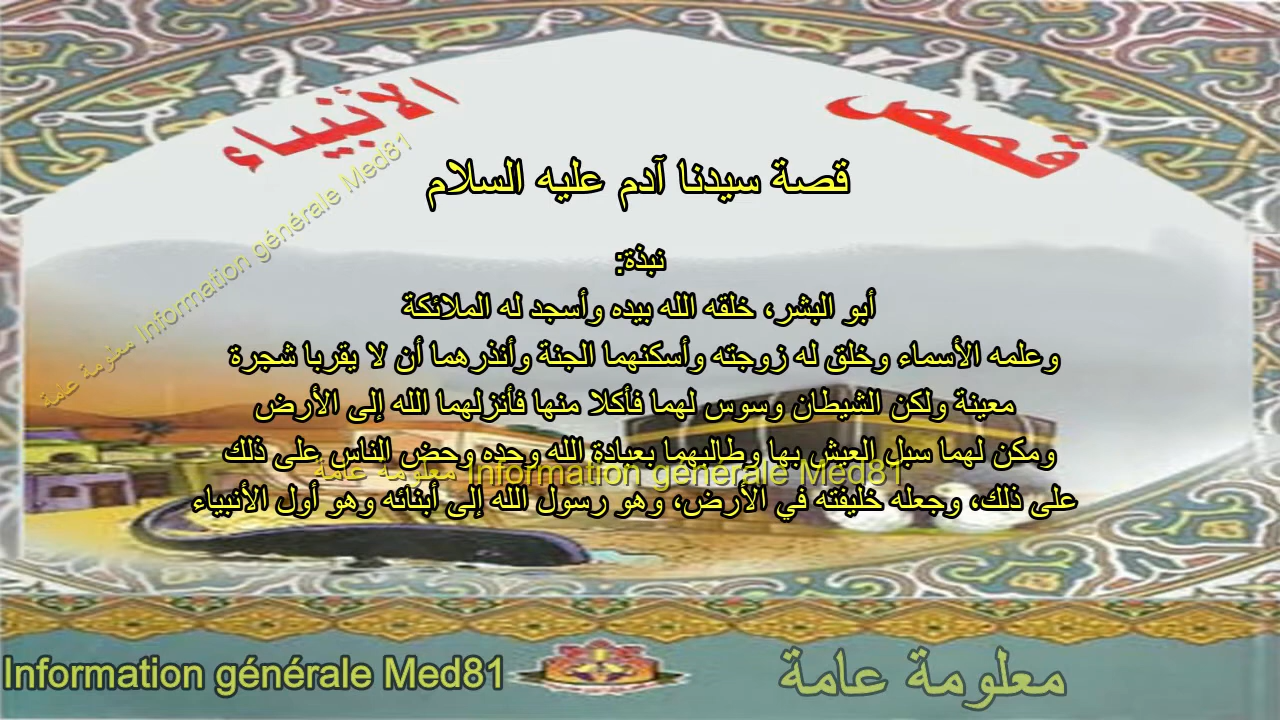 قصص الأنبياء
قصة سيدنا آدم عليه السلام
نبذة:
أبو البشر، خلقه الله بيده وأسجد له الملائكة
وعلمه الأسماء وخلق له زوجته وأسكنهما الجنة وأنذرهما أن لا يقربا شجرة
معينة ولكن الشيطان وسوس لهما فأكلا منها فأنزلهما الله إلى الأرض
ومكن لهما سبل العيش بها وطالبهما بعبادة الله وحده وحض الناس على ذلك
على ذلك، وجعله خليفته في الأرض، وهو رسول الله إلى أبنائه وهو أول الأنبياء
معلومة عامة Information générale Med81
معلومة عامة Information générale Med81
Information générale Med81
معلومة عامة